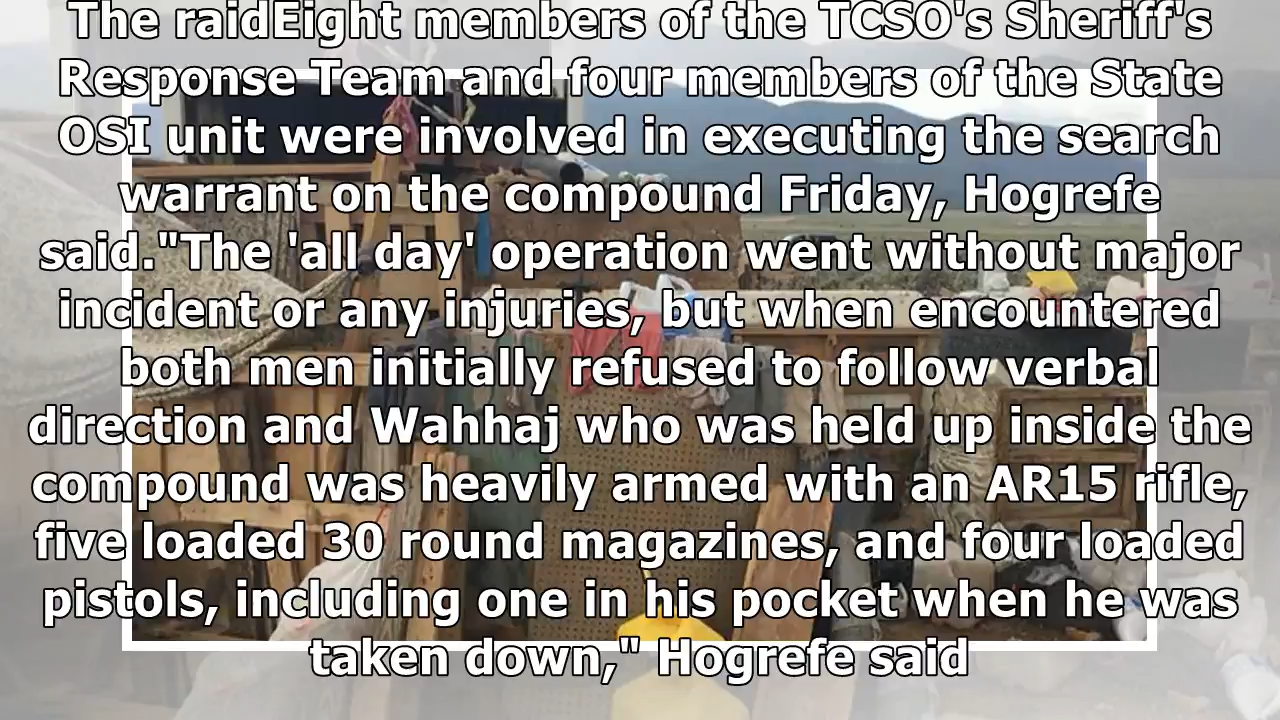 The raidEight members of the TCSO's Sheriff's
Response Team and four members of the State
OSI unit were involved in executing the search
warrant on the compound Friday, Hogrefe
said."The 'all day' operation went without major
incident or any injuries, but when encountered
both men initially refused to follow verbal
direction and Wahhaj who was held up inside the
compound was heavily armed with an AR15 rifle,
five loaded 30 round magazines, and four loaded
pistols, including one in his pocket when he was
taken down," Hogrefe said